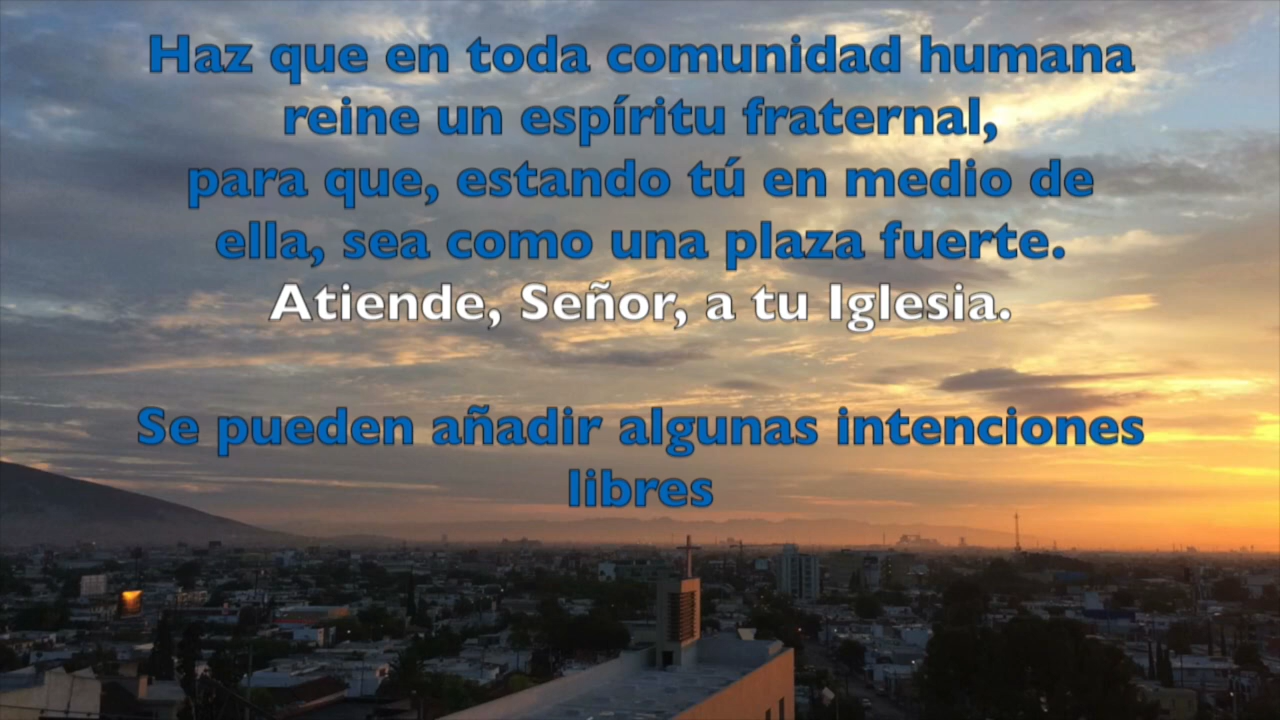 Haz que en toda comunidad humana
reine un espíritu fraternal,
para que, estando tú en medio de
ella, sea como una plaza fuerte.
Atiende, Señor, a tu Iglesia.
Se pueden añadir algunas intenciones
libres